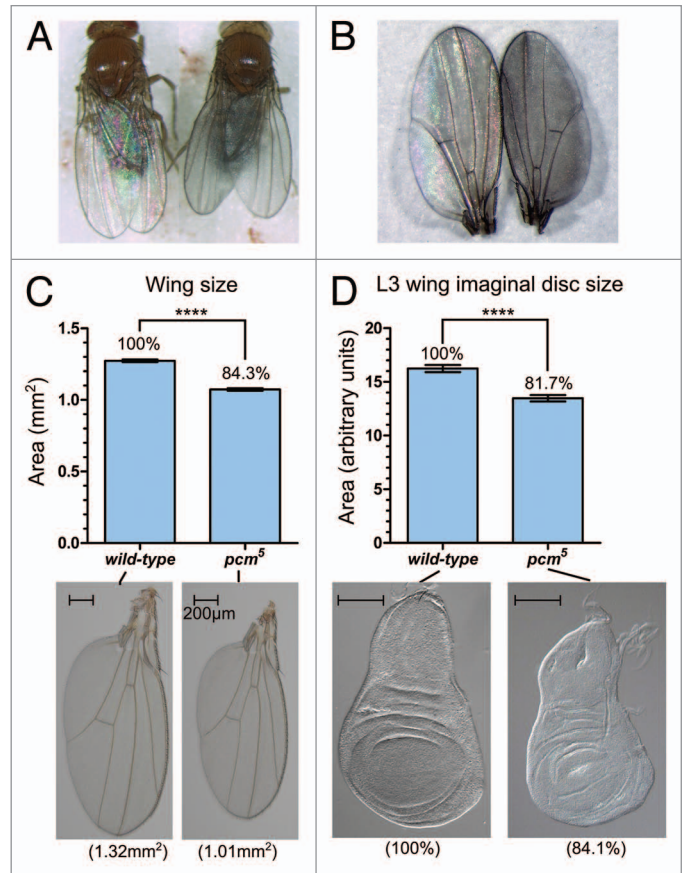 A
B
C
Wing size
****
100%
84.3%
Area (mm²)
1.5
1.0
0.5
0.0
wild-type
pcm⁵
200μm
(1.32mm²)
(1.01mm²)
D
L3 wing imaginal disc size
****
100%
81.7%
Area (arbitrary units)
20
15
10
5
0
wild-type
pcm⁵
(100%)
(84.1%)